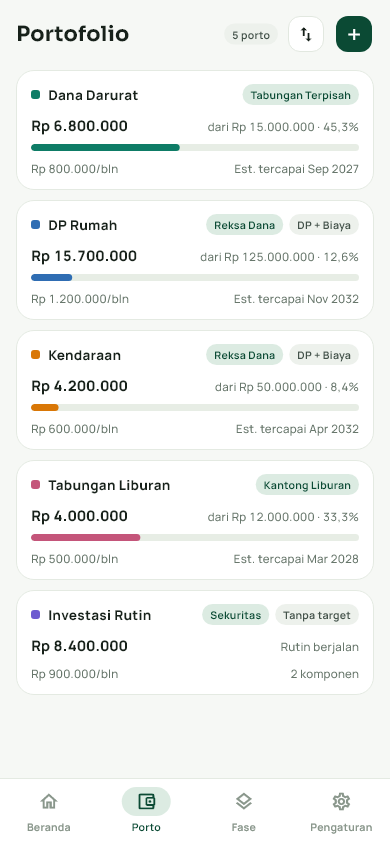 Portofolio 5 porto
Dana Darurat Tabungan Terpisah
Rp 6.800.000 dari Rp 15.000.000 · 45,3%
Rp 800.000/bln Est. tercapai Sep 2027
DP Rumah Reksa Dana DP + Biaya
Rp 15.700.000 dari Rp 125.000.000 · 12,6%
Rp 1.200.000/bln Est. tercapai Nov 2032
Kendaraan Reksa Dana DP + Biaya
Rp 4.200.000 dari Rp 50.000.000 · 8,4%
Rp 600.000/bln Est. tercapai Apr 2032
Tabungan Liburan Kantong Liburan
Rp 4.000.000 dari Rp 12.000.000 · 33,3%
Rp 500.000/bln Est. tercapai Mar 2028
Investasi Rutin Sekuritas Tanpa target
Rp 8.400.000 Rutin berjalan
Rp 900.000/bln 2 komponen
Beranda Porto Fase Pengaturan